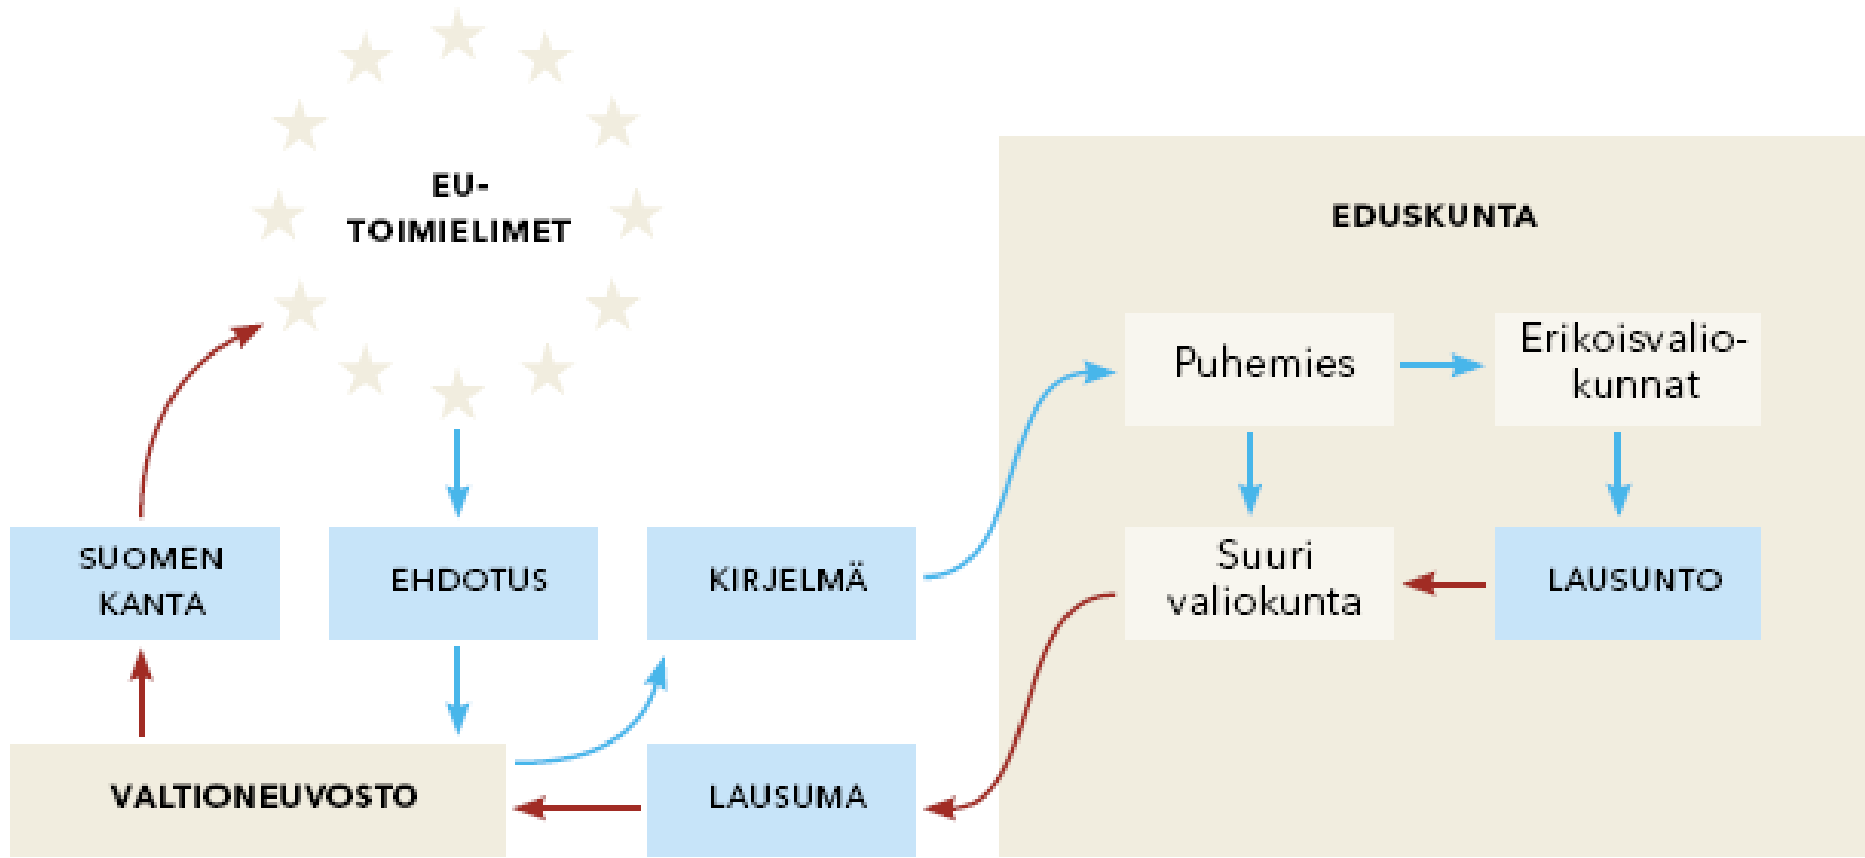 EU-
TOIMIELIMET
EDUSKUNTA
Puhemies
Erikoisvalio-
kunnat
SUOMEN
KANTA
EHDOTUS
KIRJELMÄ
Suuri
valiokunta
LAUSUNTO
VALTIONEUVOSTO
LAUSUMA